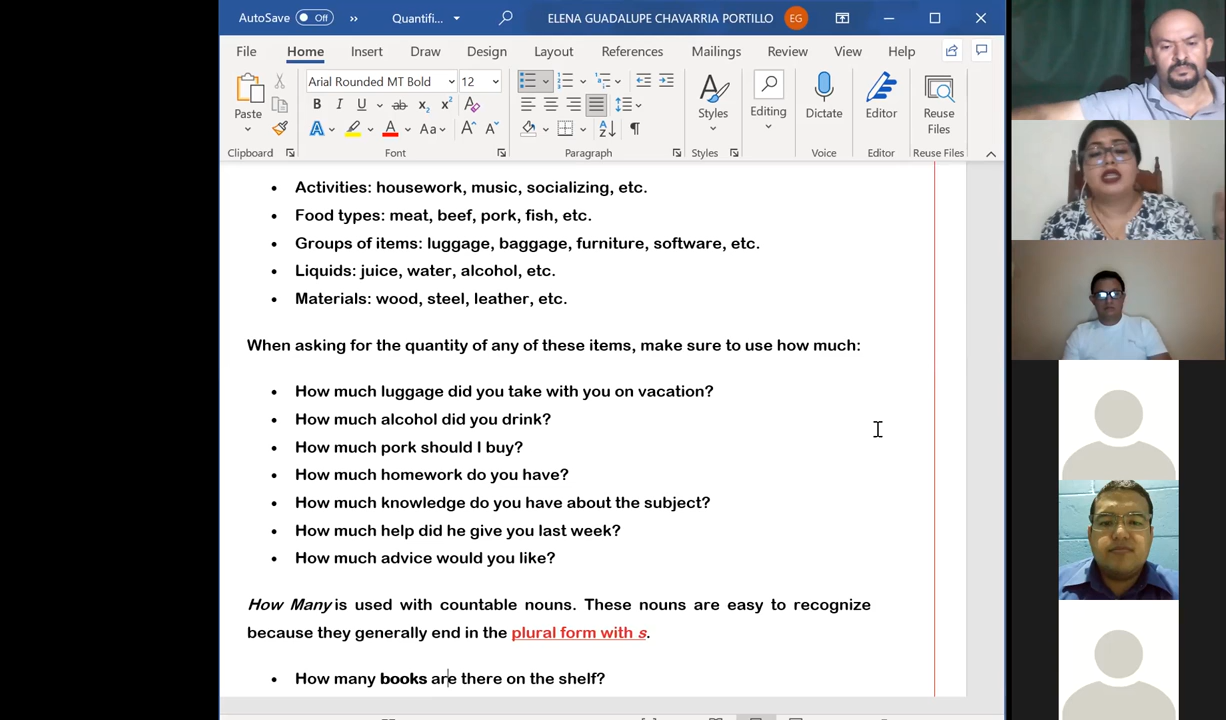 AutoSave Off Quantifi... ELENA GUADALUPE CHAVARRIA PORTILLO EG
File Home Insert Draw Design Layout References Mailings Review View Help
Arial Rounded MT Bold 12
Paste Styles Editing Dictate Editor Reuse Files
Clipboard Font Paragraph Styles Voice Editor Reuse Files
• Activities: housework, music, socializing, etc.
• Food types: meat, beef, pork, fish, etc.
• Groups of items: luggage, baggage, furniture, software, etc.
• Liquids: juice, water, alcohol, etc.
• Materials: wood, steel, leather, etc.
When asking for the quantity of any of these items, make sure to use how much:
• How much luggage did you take with you on vacation?
• How much alcohol did you drink?
• How much pork should I buy?
• How much homework do you have?
• How much knowledge do you have about the subject?
• How much help did he give you last week?
• How much advice would you like?
How Many is used with countable nouns. These nouns are easy to recognize
because they generally end in the plural form with s.
• How many books are there on the shelf?